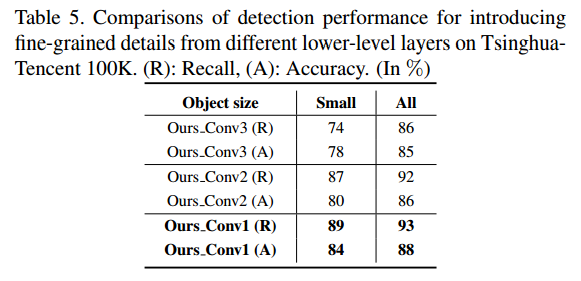 Table 5. Comparisons of detection performance for introducing
fine-grained details from different lower-level layers on Tsinghua-
Tencent 100K. (R): Recall, (A): Accuracy. (In %)
Object size Small All
Ours_Conv3 (R) 74 86
Ours_Conv3 (A) 78 85
Ours_Conv2 (R) 87 92
Ours_Conv2 (A) 80 86
Ours_Conv1 (R) 89 93
Ours_Conv1 (A) 84 88